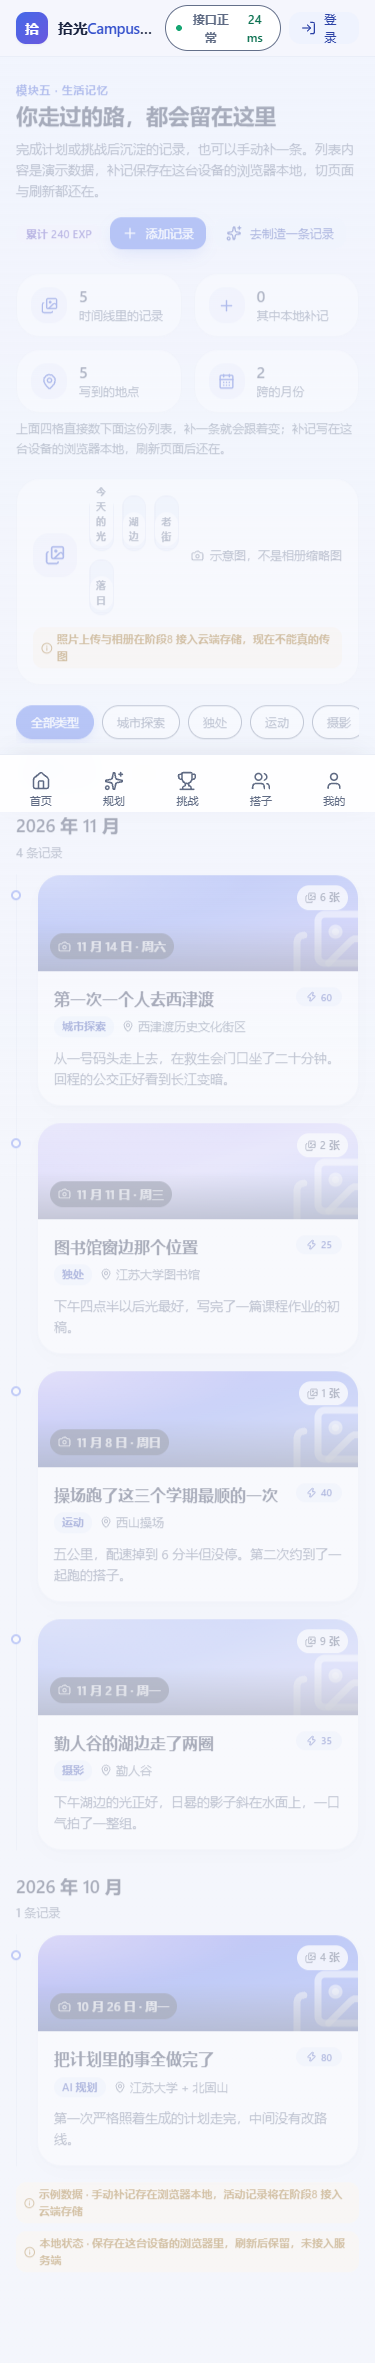 拾 拾光Campus... 接口正常 24 ms 登录
模块五 · 生活记忆
你走过的路，都会留在这里
完成计划或挑战后沉淀的记录，也可以手动补一条。列表内
容是演示数据，补记保存在这台设备的浏览器本地，切页面
与刷新都还在。
累计 240 EXP 添加记录 去制造一条记录
5 0
时间线里的记录 其中本地补记
5 2
写到的地点 跨的月份
上面四格直接数下面这份列表，补一条就会跟着变；补记写在这
台设备的浏览器本地，刷新页面后还在。
今天的光 湖边 老街
落日
示意图，不是相册缩略图
照片上传与相册在阶段8 接入云端存储，现在不能真的传
图
全部类型 城市探索 独处 运动 摄影
首页 规划 挑战 搭子 我的
2026 年 11 月
4 条记录
6 张
11 月 14 日 · 周六
第一次一个人去西津渡 60
城市探索 西津渡历史文化街区
从一号码头走上去，在救生会门口坐了二十分钟。
回程的公交正好看到长江变暗。
2 张
11 月 11 日 · 周三
图书馆窗边那个位置 25
独处 江苏大学图书馆
下午四点半以后光最好，写完了一篇课程作业的初
稿。
1 张
11 月 8 日 · 周日
操场跑了这三个学期最顺的一次 40
运动 西山操场
五公里，配速掉到 6 分半但没停。第二次约到了一
起跑的搭子。
9 张
11 月 2 日 · 周一
勤人谷的湖边走了两圈 35
摄影 勤人谷
下午湖边的光正好，日晷的影子斜在水面上，一口
气拍了一整组。
2026 年 10 月
1 条记录
4 张
10 月 26 日 · 周一
把计划里的事全做完了 80
AI 规划 江苏大学 + 北固山
第一次严格照着生成的计划走完，中间没有改路
线。
示例数据 · 手动补记存在浏览器本地，活动记录将在阶段8 接入
云端存储
本地状态 · 保存在这台设备的浏览器里，刷新后保留，未接入服
务端